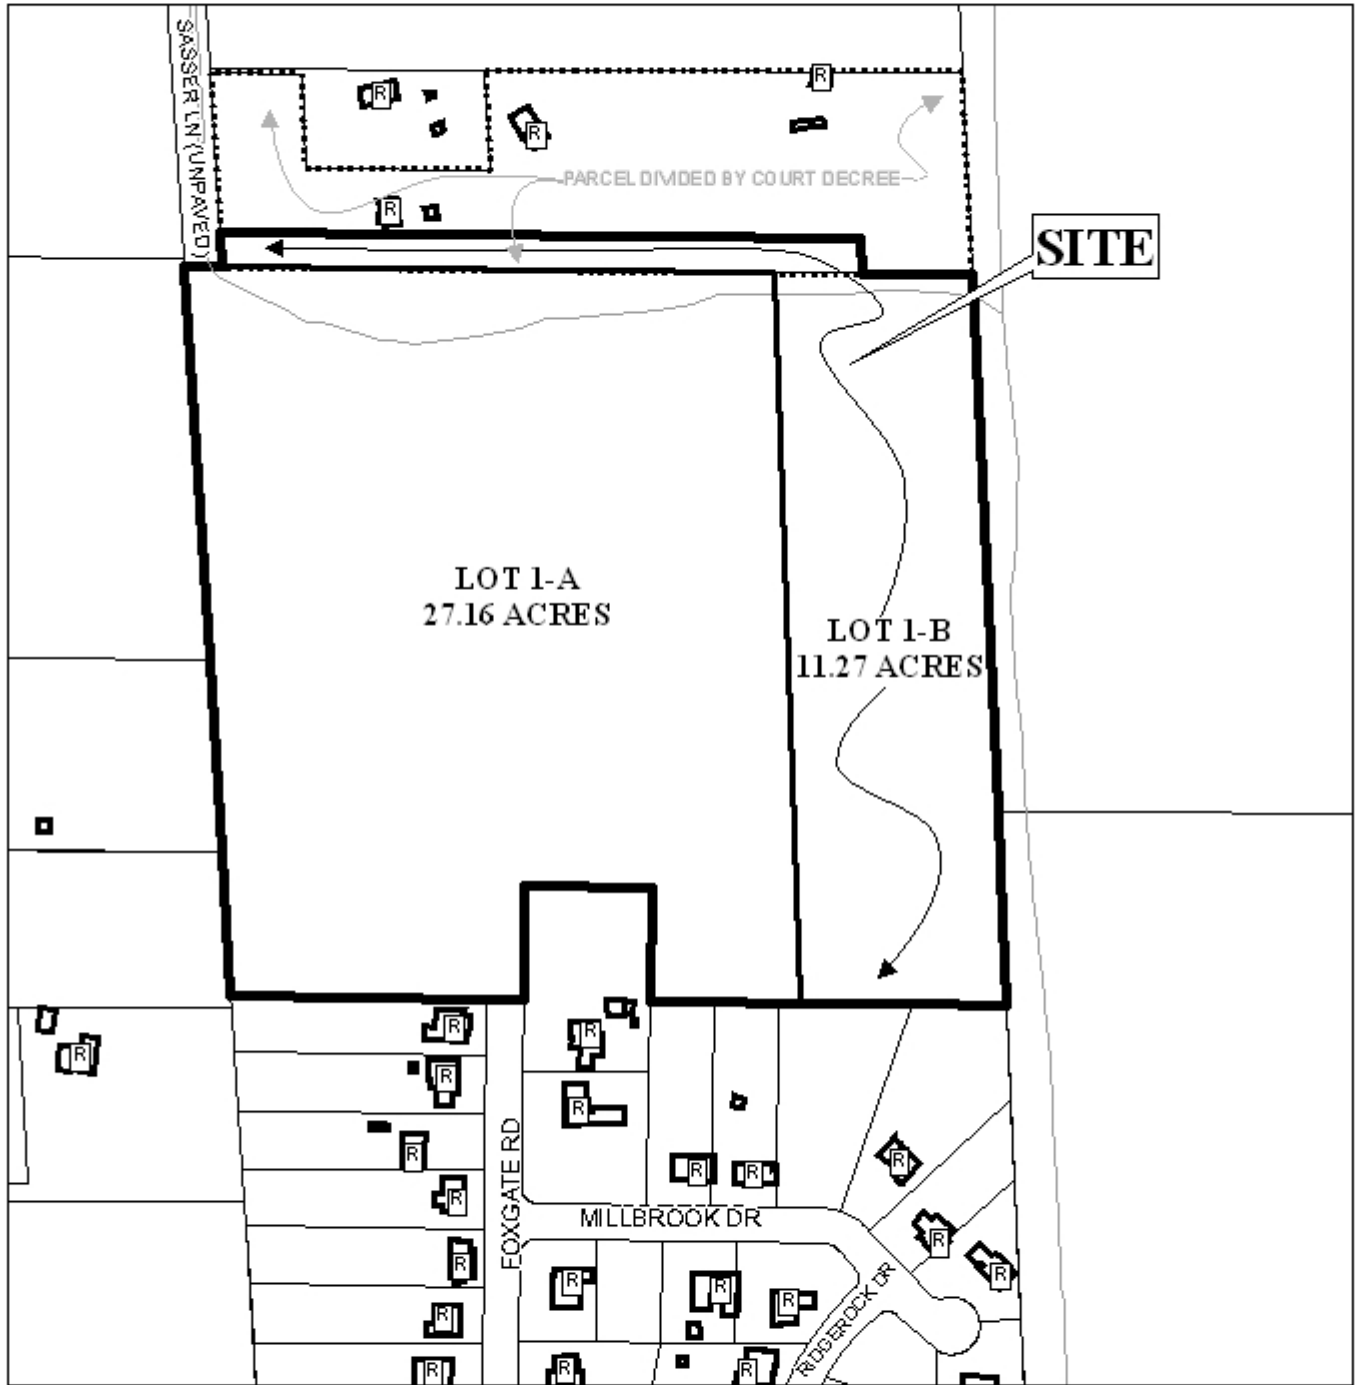 SASSER LN (UNPAVED)
R
R
R
PARCEL DIVIDED BY COURT DECREE
R
SITE
LOT 1-A
27.16 ACRES
LOT 1-B
11.27 ACRES
R
R
R
R
R
R
R
R
R
R
FOXGATE RD
R
MILLBROOK DR
R
R
R
R
R
R
RIDGEROCK DR
R
R
R
R